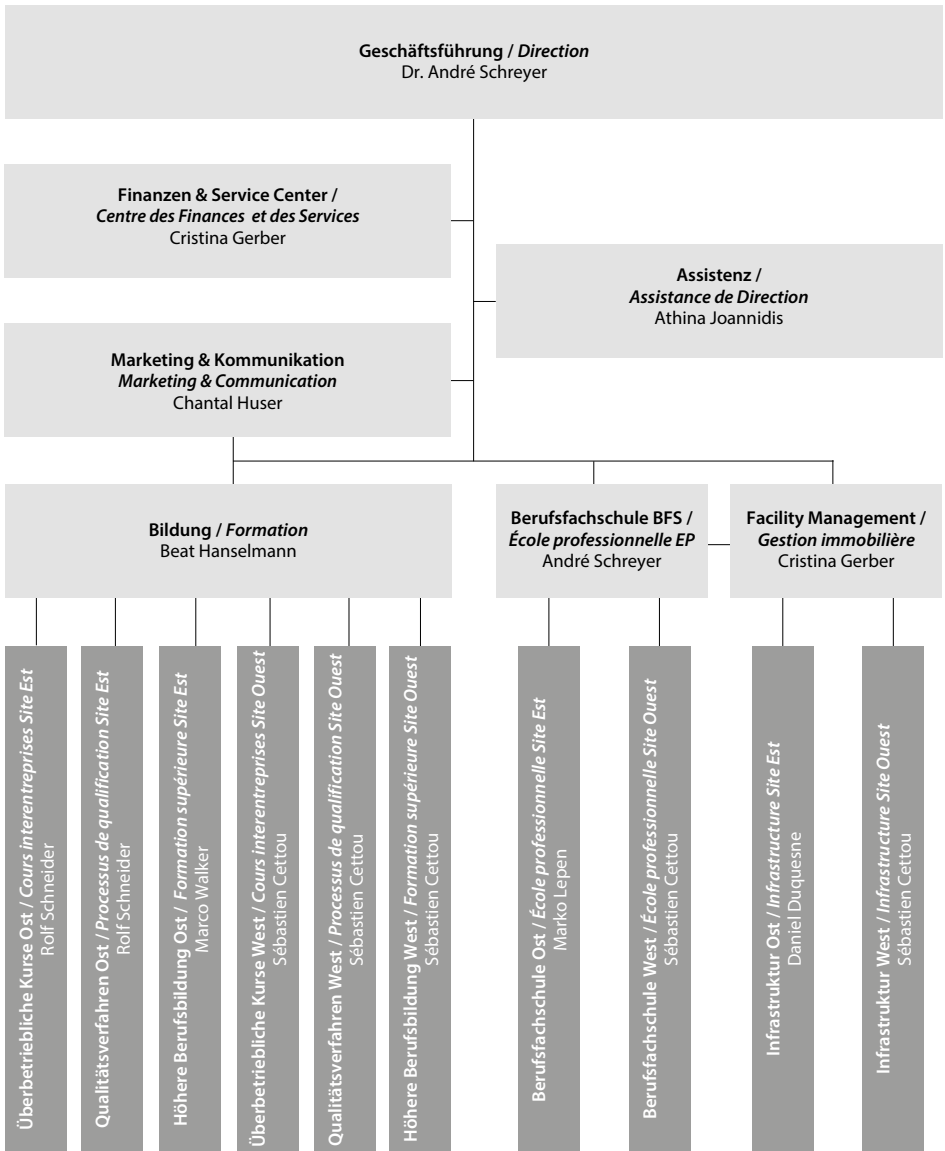 Geschäftsführung / Direction
Dr. André Schreyer
Finanzen & Service Center /
Centre des Finances et des Services
Cristina Gerber
Assistenz /
Assistance de Direction
Athina Joannidis
Marketing & Kommunikation
Marketing & Communication
Chantal Huser
Bildung / Formation
Beat Hanselmann
Berufsfachschule BFS /
École professionnelle EP
André Schreyer
Facility Management /
Gestion immobilière
Cristina Gerber
Überbetriebliche Kurse Ost / Cours interentreprises Site Est
Rolf Schneider
Qualitätsverfahren Ost / Processus de qualification Site Est
Rolf Schneider
Höhere Berufsbildung Ost / Formation supérieure Site Est
Marco Walker
Überbetriebliche Kurse West / Cours interentreprises Site Ouest
Sébastien Cettou
Qualitätsverfahren West / Processus de qualification Site Ouest
Sébastien Cettou
Höhere Berufsbildung West / Formation supérieure Site Ouest
Sébastien Cettou
Berufsfachschule Ost / École professionnelle Site Est
Marko Lepen
Berufsfachschule West / École professionnelle Site Ouest
Sébastien Cettou
Infrastruktur Ost / Infrastructure Site Est
Daniel Duquesne
Infrastruktur West / Infrastructure Site Ouest
Sébastien Cettou